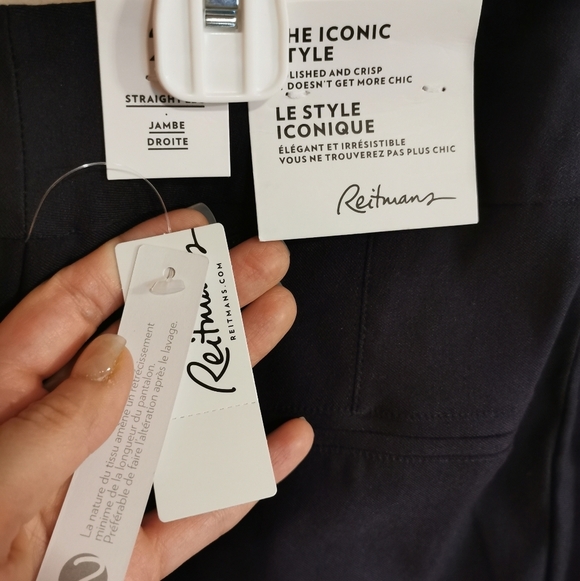 STRAIGHT
JAMBE
DROITE
HE ICONIC
TYLE
LISHED AND CRISP
DOESN'T GET MORE CHIC
LE STYLE
ICONIQUE
ÉLÉGANT ET IRRÉSISTIBLE
VOUS NE TROUVEREZ PAS PLUS CHIC
Reitmans
Reitmans
REITMANS.COM
La nature du tissu amène un rétrécissement
minime de la longueur du pantalon.
Préférable de faire l'altération après le lavage.